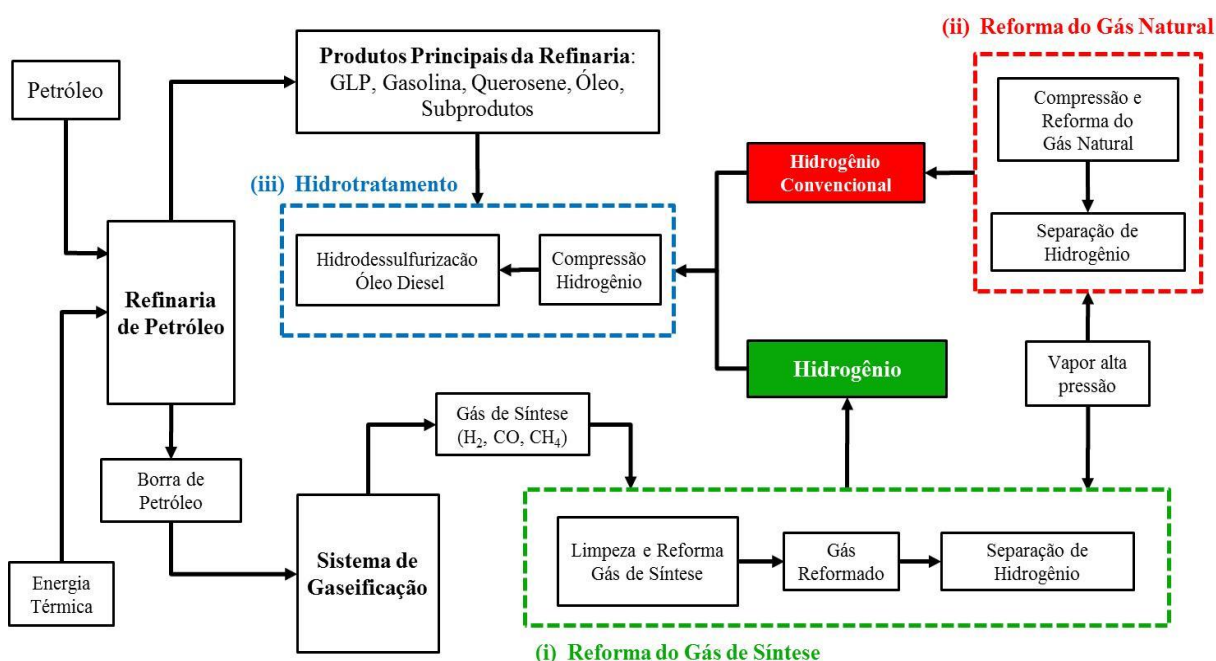 (ii) Reforma do Gás Natural
Petróleo
Produtos Principais da Refinaria:
GLP, Gasolina, Querosene, Óleo,
Subprodutos
Compressão e
Reforma do
Gás Natural
Hidrogênio
Convencional
(iii) Hidrotratamento
Separação de
Hidrogênio
Hidrodessulfurizacão
Óleo Diesel
Compressão
Hidrogênio
Refinaria
de Petróleo
Hidrogênio
Vapor alta
pressão
Gás de Síntese
(H₂, CO, CH₄)
Borra de
Petróleo
Sistema de
Gaseificação
Limpeza e Reforma
Gás de Síntese
Gás
Reformado
Separação de
Hidrogênio
Energia
Térmica
(i) Reforma do Gás de Síntese